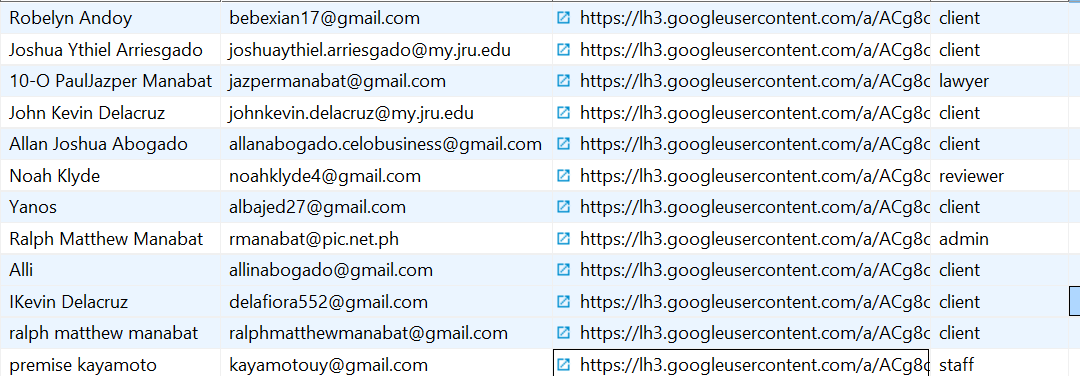 Robelyn Andoy bebexian17@gmail.com https://lh3.googleusercontent.com/a/ACg8c client
Joshua Ythiel Arriesgado joshuaythiel.arriesgado@my.jru.edu https://lh3.googleusercontent.com/a/ACg8c client
10-O PaulJazper Manabat jazpermanabat@gmail.com https://lh3.googleusercontent.com/a/ACg8c lawyer
John Kevin Delacruz johnkevin.delacruz@my.jru.edu https://lh3.googleusercontent.com/a/ACg8c client
Allan Joshua Abogado allanabogado.celobusiness@gmail.com https://lh3.googleusercontent.com/a/ACg8c client
Noah Klyde noahklyde4@gmail.com https://lh3.googleusercontent.com/a/ACg8c reviewer
Yanos albajed27@gmail.com https://lh3.googleusercontent.com/a/ACg8c client
Ralph Matthew Manabat rmanabat@pic.net.ph https://lh3.googleusercontent.com/a/ACg8c admin
Alli allinabogado@gmail.com https://lh3.googleusercontent.com/a/ACg8c client
IKevin Delacruz delafiora552@gmail.com https://lh3.googleusercontent.com/a/ACg8c client
ralph matthew manabat ralphmatthewmanabat@gmail.com https://lh3.googleusercontent.com/a/ACg8c client
premise kayamoto kayamotouy@gmail.com https://lh3.googleusercontent.com/a/ACg8c staff